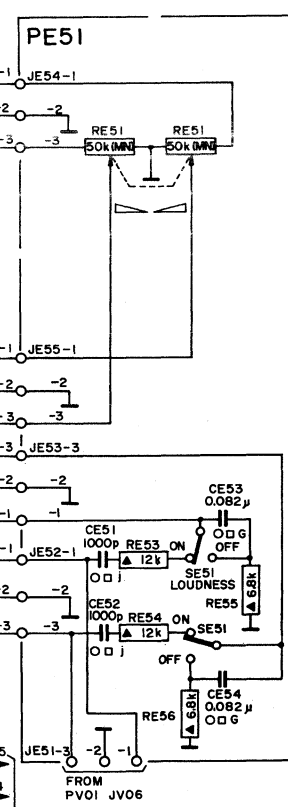 PE51
-1 JE54-1
-2 -2
RE51 RE51
-3 -3 50k(MN) 50k(MN)
-1 JE55-1
-2 -2
-3 -3
-3 JE53-3
-2 -2
CE53
0.082μ
-1 -1
○□G
CE51
1000p
RE53
ON
OFF
-1 JE52-1
▲ 12k
○□j
SE51
LOUDNESS
RE55
▲ 6.8k
-2 -2
CE52
1000p
RE54
ON
SE51
-3 -3
▲ 12k
○□j
OFF
CE54
0.082μ
○□G
RE56
▲ 6.8k
JE51-3 -2 -1
FROM
PV01 JV06